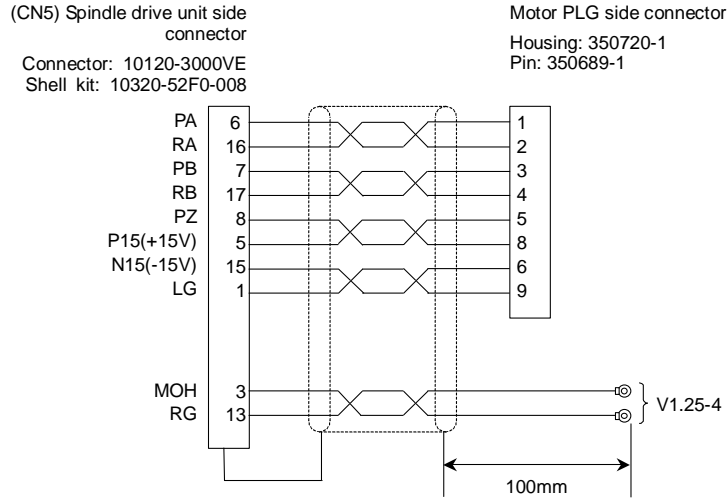 (CN5) Spindle drive unit side
connector
Connector: 10120-3000VE
Shell kit: 10320-52F0-008
Motor PLG side connector
Housing: 350720-1
Pin: 350689-1
PA 6 1
RA 16 2
PB 7 3
RB 17 4
PZ 8 5
P15(+15V) 5 8
N15(-15V) 15 6
LG 1 9
MOH 3
RG 13
V1.25-4
100mm